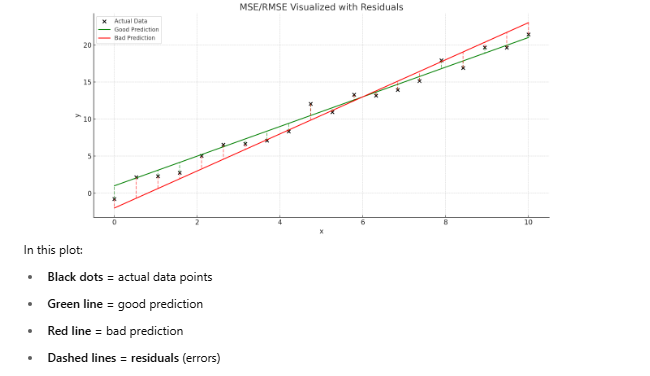 MSE/RMSE Visualized with Residuals
Actual Data
Good Prediction
Bad Prediction
20
15
10
5
0
y
0 2 4 6 8 10
x
In this plot:
• Black dots = actual data points
• Green line = good prediction
• Red line = bad prediction
• Dashed lines = residuals (errors)